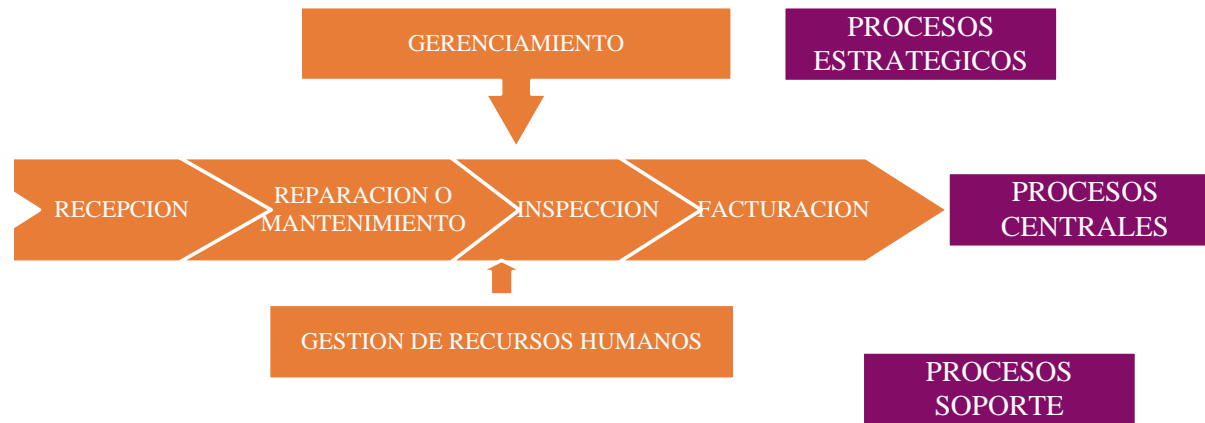 GERENCIAMIENTO
PROCESOS
ESTRATEGICOS
RECEPCION
REPARACION O
MANTENIMIENTO
INSPECCION
FACTURACION
PROCESOS
CENTRALES
GESTION DE RECURSOS HUMANOS
PROCESOS
SOPORTE